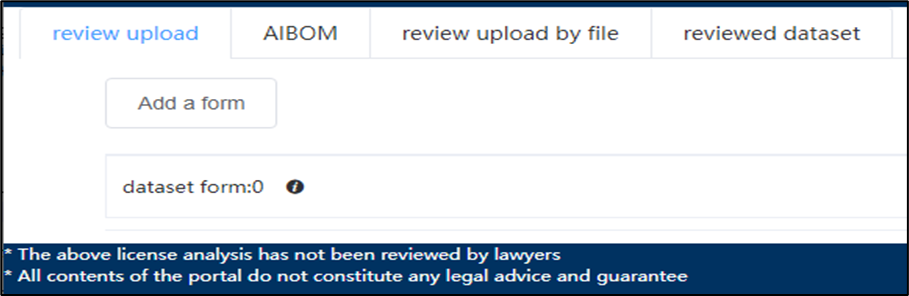 review upload AIBOM review upload by file reviewed dataset
Add a form
dataset form:0
* The above license analysis has not been reviewed by lawyers
* All contents of the portal do not constitute any legal advice and guarantee